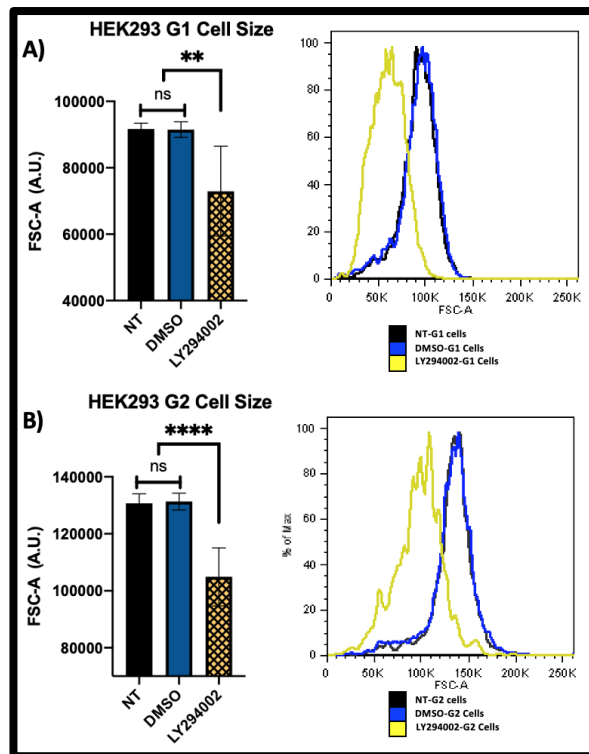 HEK293 G1 Cell Size
A)
**
ns
100000
80000
60000
40000
FSC-A (A.U.)
NT
DMSO
LY294002
100
80
60
40
20
0
0 50K 100K 150K 200K 250K
FSC-A
NT-G1 cells
DMSO-G1 Cells
LY294002-G1 Cells
HEK293 G2 Cell Size
B)
****
ns
140000
120000
100000
80000
FSC-A (A.U.)
NT
DMSO
LY294002
100
80
60
40
20
0
% of Max
0 50K 100K 150K 200K 250K
FSC-A
NT-G2 cells
DMSO-G2 Cells
LY294002-G2 Cells